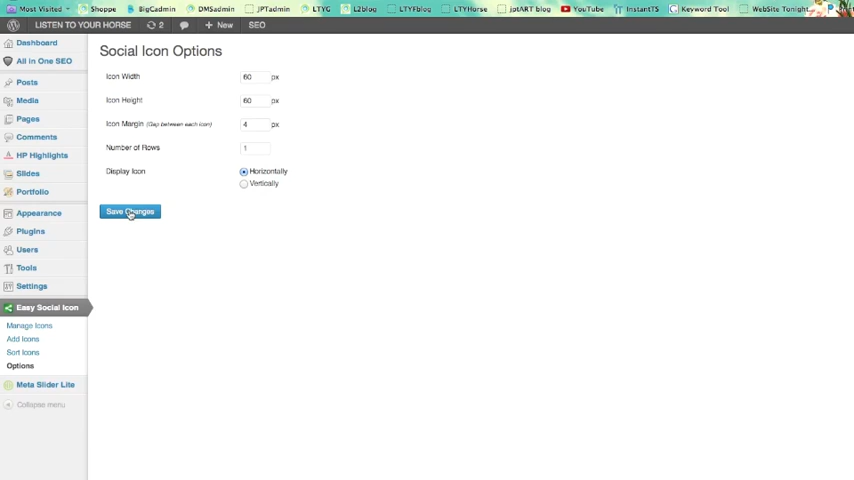 Most Visited Shoppe BigCadmin DMSadmin JPTadmin LTYG L2blog LTYFblog LTYHorse jptART blog YouTube InstantTS Keyword Tool WebSite Tonight...
LISTEN TO YOUR HORSE 2 + New SEO
Dashboard
All in One SEO
Posts
Media
Pages
Comments
HP Highlights
Slides
Portfolio
Appearance
Plugins
Users
Tools
Settings
Easy Social Icon
Manage Icons
Add Icons
Sort Icons
Options
Meta Slider Lite
Collapse menu
Social Icon Options
Icon Width 60 px
Icon Height 60 px
Icon Margin (Gap between each icon) 4 px
Number of Rows 1
Display Icon Horizontally
Vertically
Save Changes